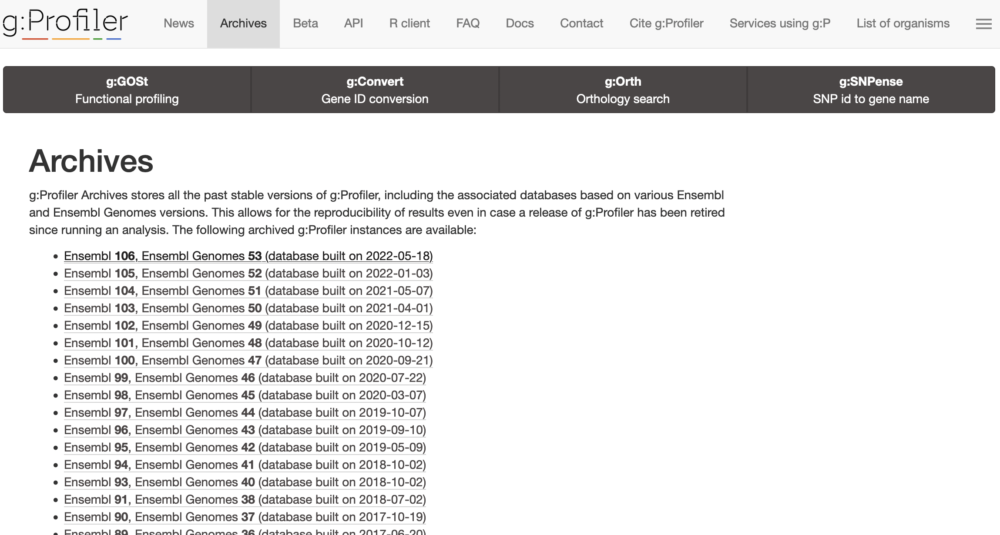 g:Profiler
News Archives Beta API R client FAQ Docs Contact Cite g:Profiler Services using g:P List of organisms
g:GOSt
Functional profiling
g:Convert
Gene ID conversion
g:Orth
Orthology search
g:SNPense
SNP id to gene name
Archives
g:Profiler Archives stores all the past stable versions of g:Profiler, including the associated databases based on various Ensembl
and Ensembl Genomes versions. This allows for the reproducibility of results even in case a release of g:Profiler has been retired
since running an analysis. The following archived g:Profiler instances are available:
• Ensembl 106, Ensembl Genomes 53 (database built on 2022-05-18)
• Ensembl 105, Ensembl Genomes 52 (database built on 2022-01-03)
• Ensembl 104, Ensembl Genomes 51 (database built on 2021-05-07)
• Ensembl 103, Ensembl Genomes 50 (database built on 2021-04-01)
• Ensembl 102, Ensembl Genomes 49 (database built on 2020-12-15)
• Ensembl 101, Ensembl Genomes 48 (database built on 2020-10-12)
• Ensembl 100, Ensembl Genomes 47 (database built on 2020-09-21)
• Ensembl 99, Ensembl Genomes 46 (database built on 2020-07-22)
• Ensembl 98, Ensembl Genomes 45 (database built on 2020-03-07)
• Ensembl 97, Ensembl Genomes 44 (database built on 2019-10-07)
• Ensembl 96, Ensembl Genomes 43 (database built on 2019-09-10)
• Ensembl 95, Ensembl Genomes 42 (database built on 2019-05-09)
• Ensembl 94, Ensembl Genomes 41 (database built on 2018-10-02)
• Ensembl 93, Ensembl Genomes 40 (database built on 2018-10-02)
• Ensembl 91, Ensembl Genomes 38 (database built on 2018-07-02)
• Ensembl 90, Ensembl Genomes 37 (database built on 2017-10-19)
• Ensembl 89, Ensembl Genomes 36 (database built on 2017-06-20)